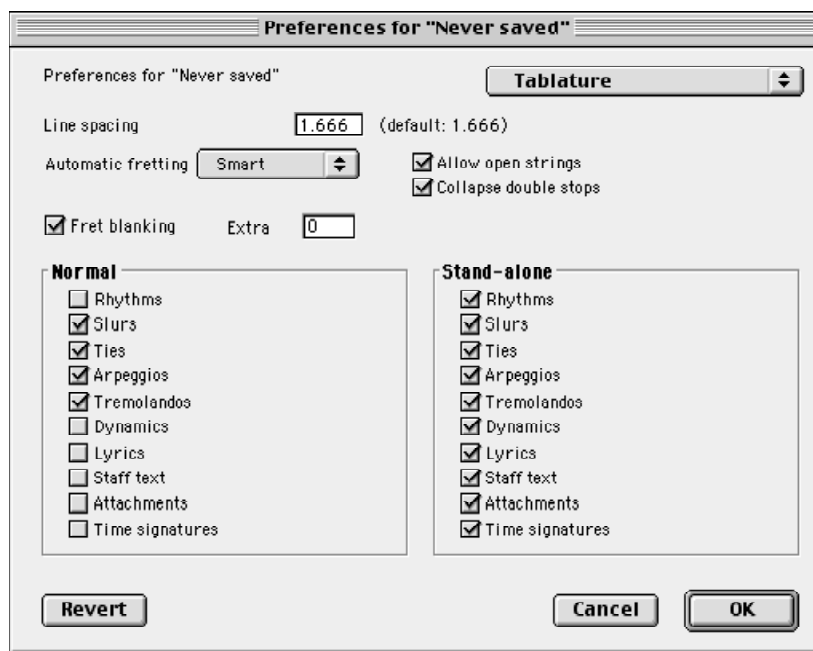 Preferences for "Never saved"
Preferences for "Never saved"
Tablature
Line spacing 1.666 (default: 1.666)
Automatic fretting Smart
Allow open strings
Collapse double stops
Fret blanking Extra 0
Normal
Rhythms
Slurs
Ties
Arpeggios
Tremolandos
Dynamics
Lyrics
Staff text
Attachments
Time signatures
Stand-alone
Rhythms
Slurs
Ties
Arpeggios
Tremolandos
Dynamics
Lyrics
Staff text
Attachments
Time signatures
Revert
Cancel
OK